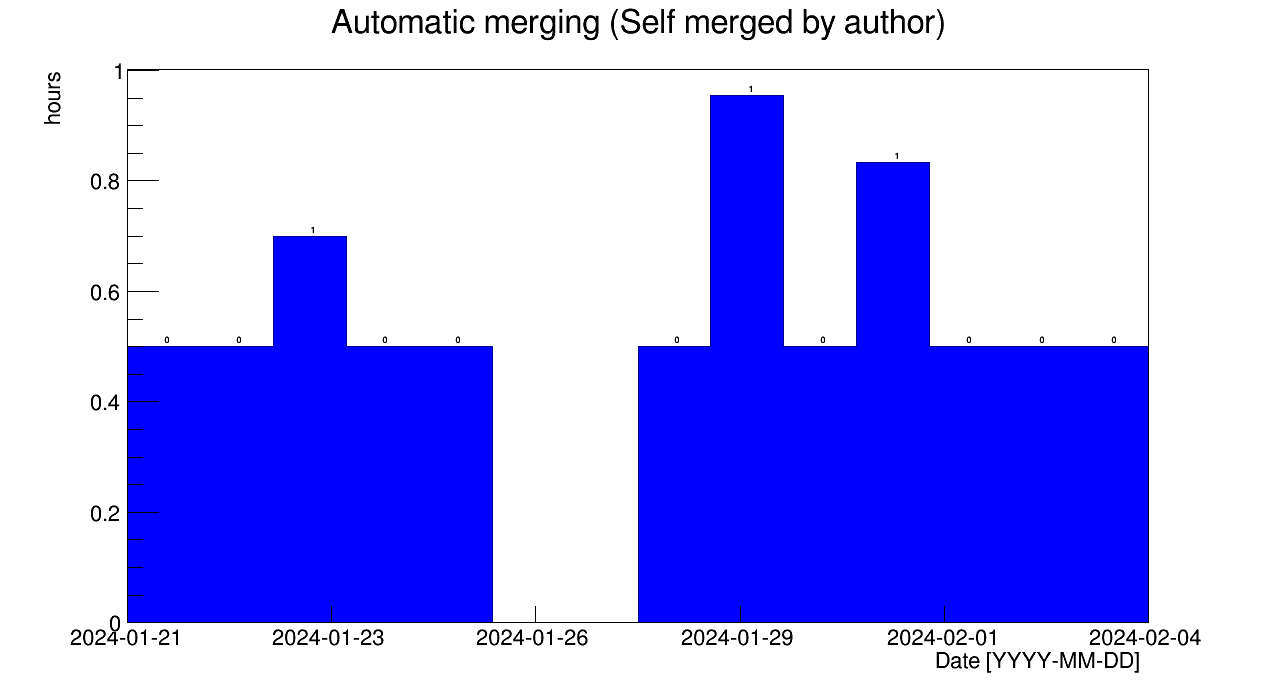 Automatic merging (Self merged by author)
hours
1
0.8
0.6
0.4
0.2
0
0 0 1 0 0 0 1 0 1 0 0 0
2024-01-21 2024-01-23 2024-01-26 2024-01-29 2024-02-01 2024-02-04
Date [YYYY-MM-DD]